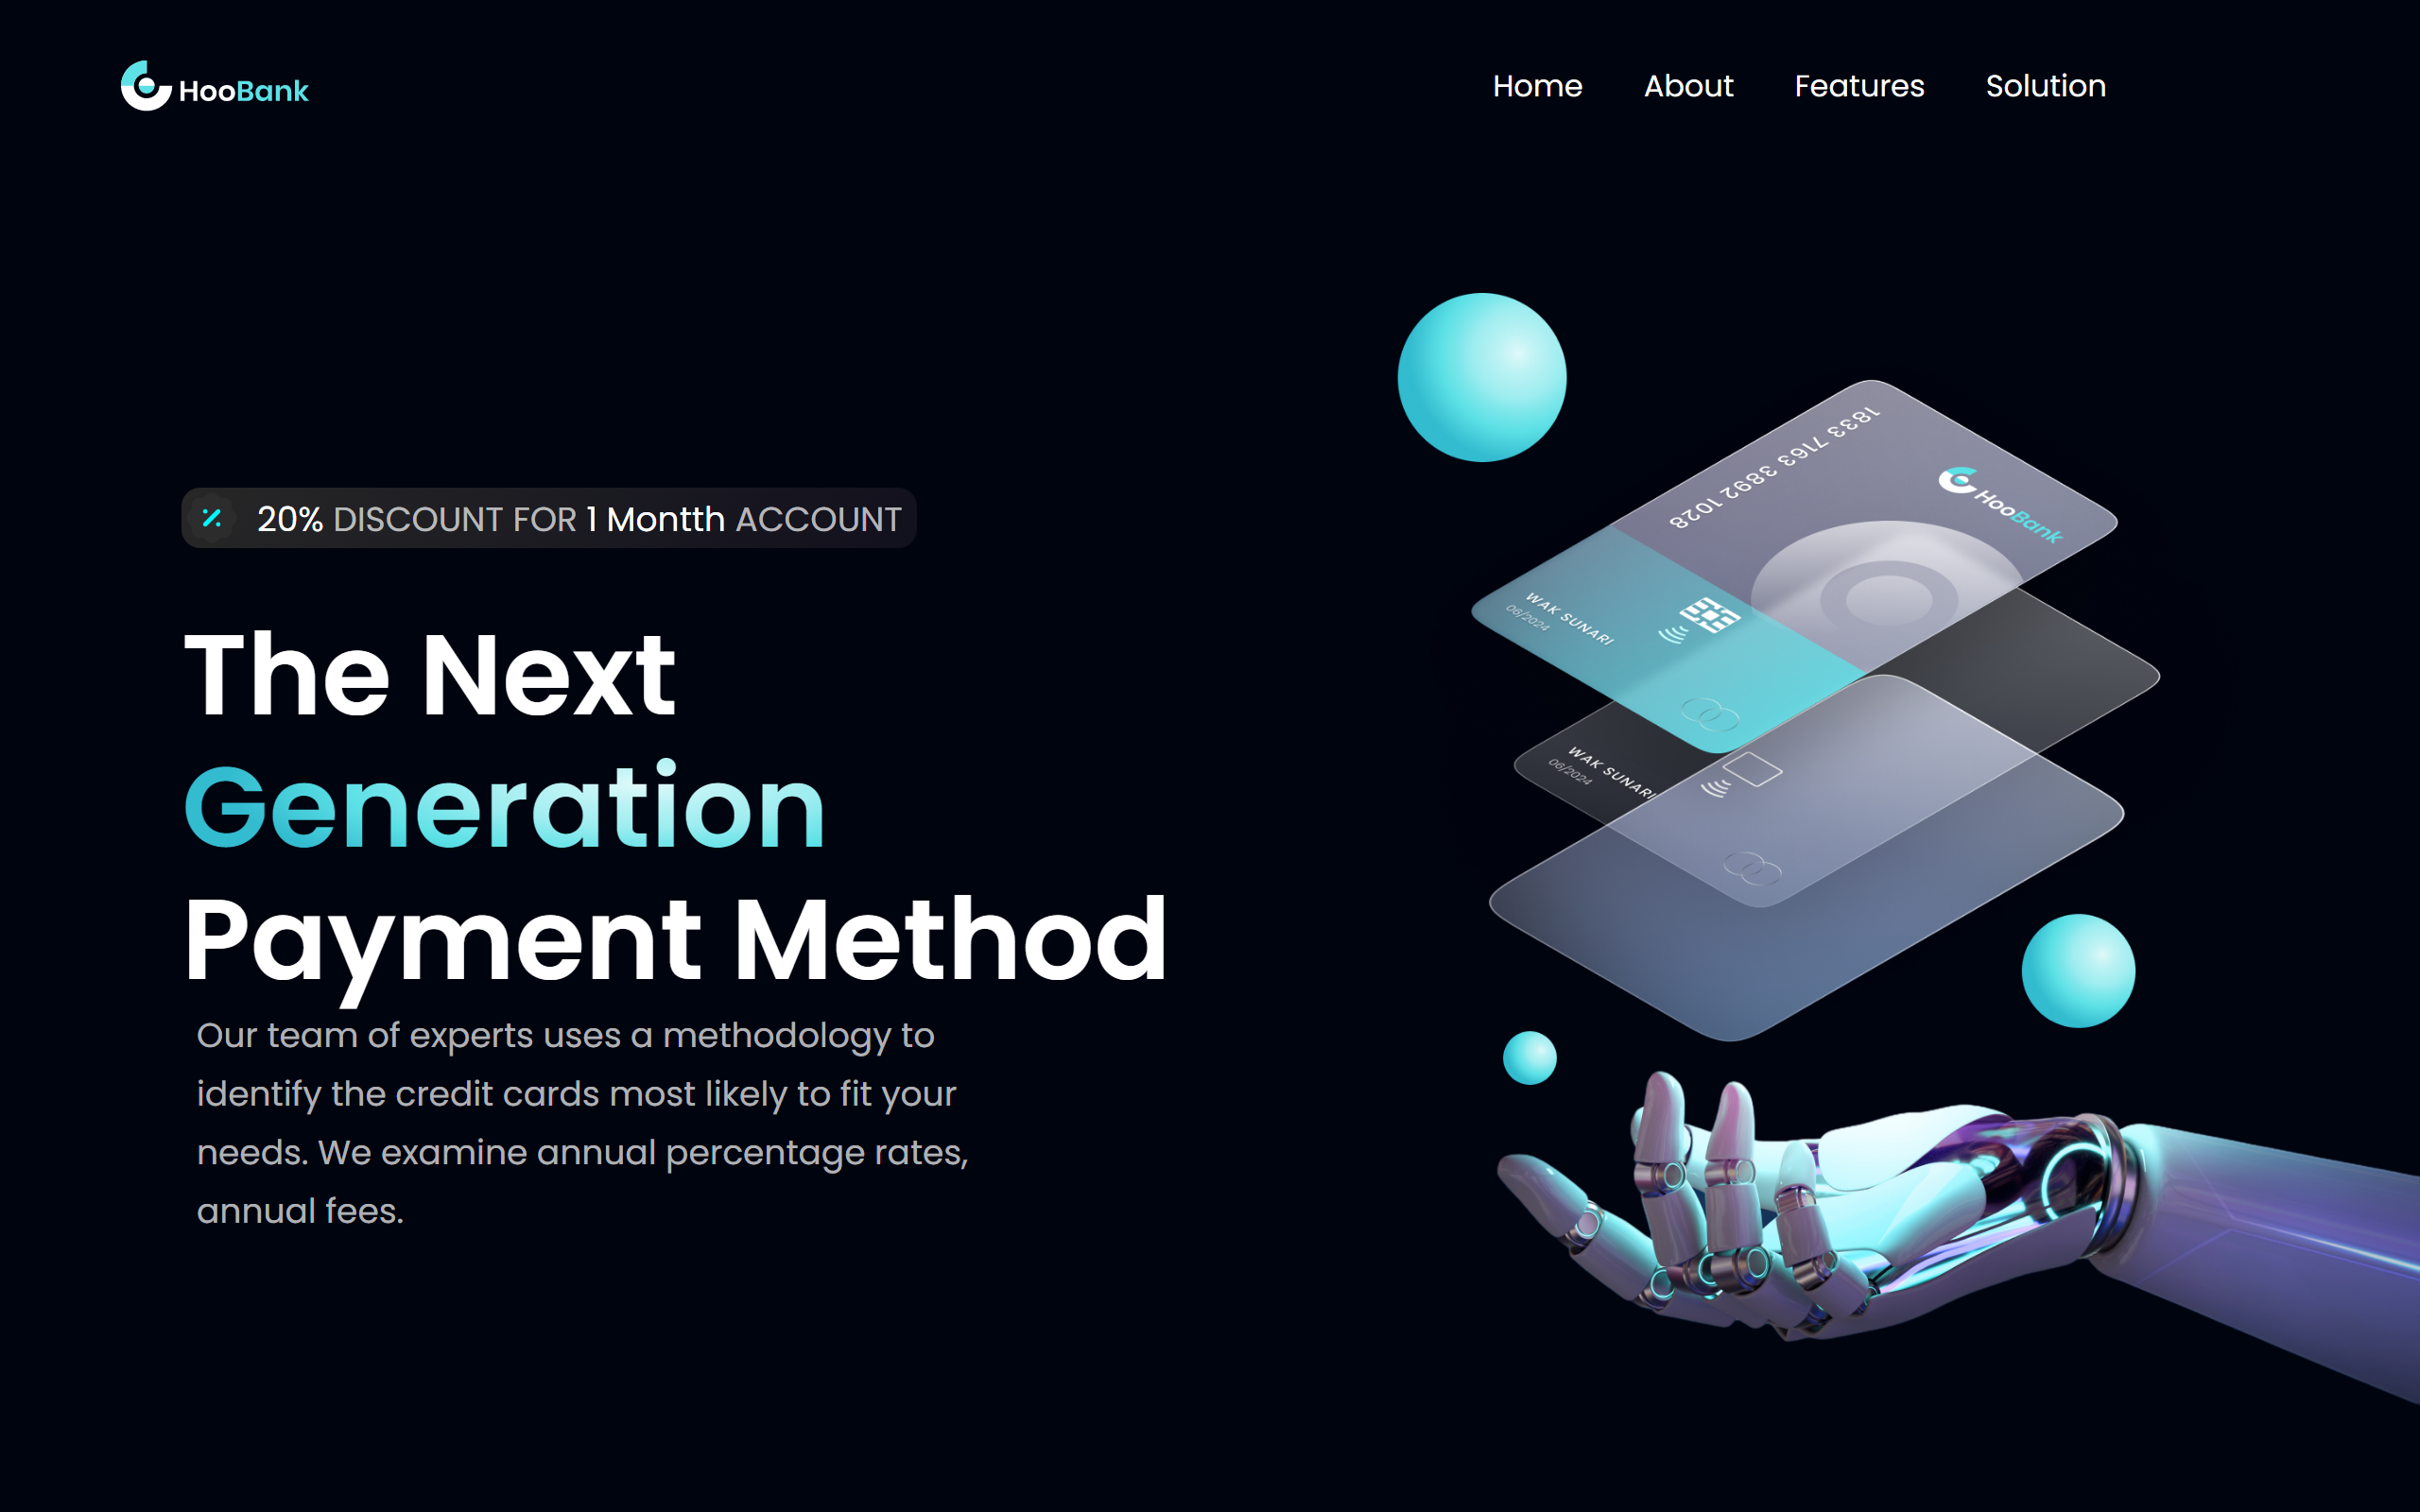 HooBank
Home About Features Solution
20% DISCOUNT FOR 1 Montth ACCOUNT
The Next
Generation
Payment Method
Our team of experts uses a methodology to
identify the credit cards most likely to fit your
needs. We examine annual percentage rates,
annual fees.
1833 7163 3892 1028
HooBank
WAK SUNARI
06/2024
WAK SUNARI
06/2024